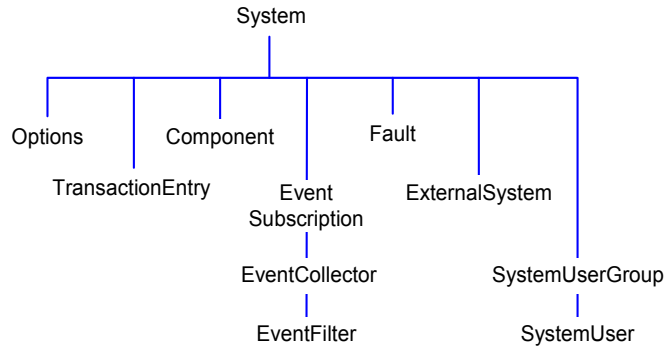 System
Options
Component
Fault
TransactionEntry
Event
Subscription
ExternalSystem
EventCollector
SystemUserGroup
EventFilter
SystemUser